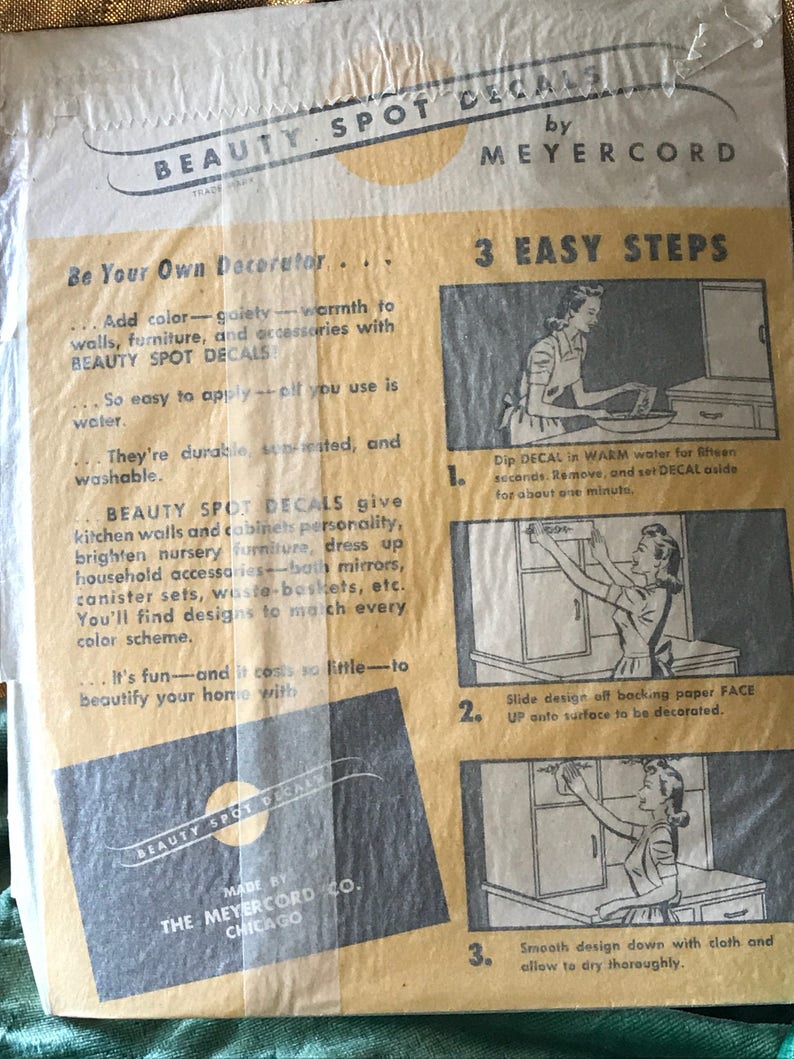 BEAUTY SPOT DECALS
by
MEYERCORD
TRADE MARK
Be Your Own Decorator . . .
. . . Add color—gaiety—warmth to
walls, furniture, and accessories with
BEAUTY SPOT DECALS!
. . . So easy to apply—all you use is
water.
. . . They're durable, sun-tested, and
washable.
. . . BEAUTY SPOT DECALS give
kitchen walls and cabinets personality,
brighten nursery furniture, dress up
household accessories—bath mirrors,
canister sets, waste-baskets, etc.
You'll find designs to match every
color scheme.
. . . It's fun—and it costs so little—to
beautify your home with
BEAUTY SPOT DECALS
MADE BY
THE MEYERCORD CO.
CHICAGO
3 EASY STEPS
1. Dip DECAL in WARM water for fifteen
seconds. Remove, and set DECAL aside
for about one minute.
2. Slide design off backing paper FACE
UP onto surface to be decorated.
3. Smooth design down with cloth and
allow to dry thoroughly.